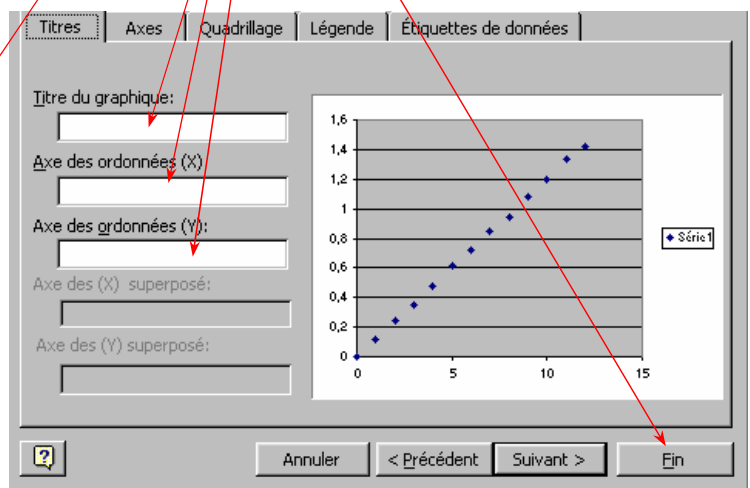 Titres Axes Quadrillage Légende Étiquettes de données
Titre du graphique:
Axe des ordonnées (X)
Axe des ordonnées (Y):
Axe des (X) superposé:
Axe des (Y) superposé:
1,6
1,4
1,2
1
0,8
0,6
0,4
0,2
0
0 5 10 15
Série1
Annuler < Précédent Suivant > Fin